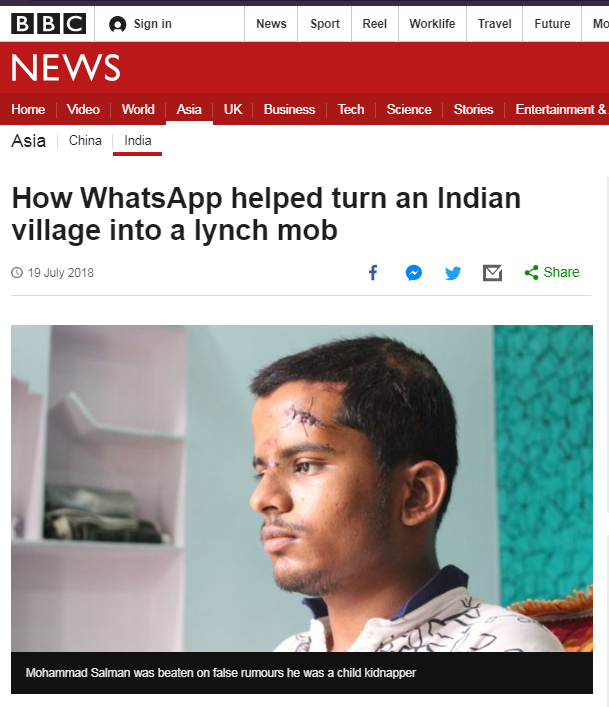 BBC Sign in News Sport Reel Worklife Travel Future Mo
NEWS
Home Video World Asia UK Business Tech Science Stories Entertainment &
Asia China India
How WhatsApp helped turn an Indian
village into a lynch mob
19 July 2018 Share
Mohammad Salman was beaten on false rumours he was a child kidnapper